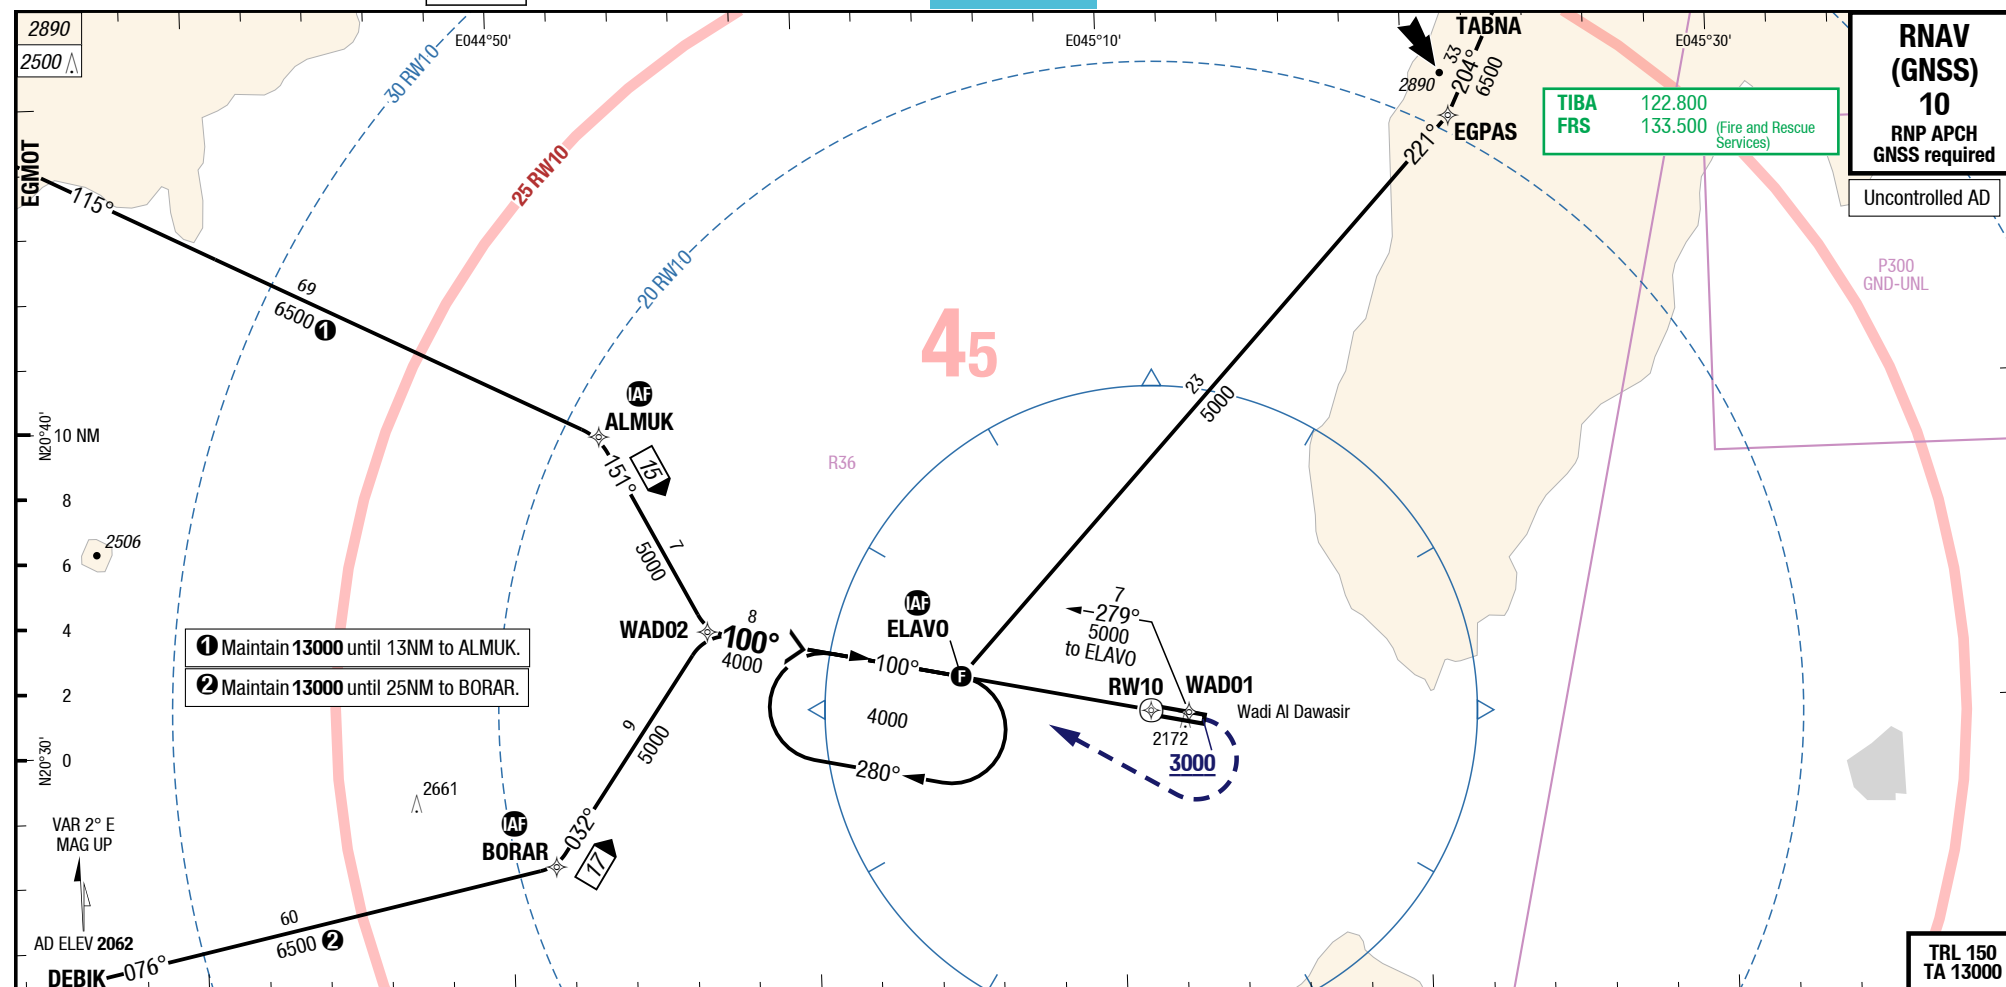 2890
2500
E044°50'
E045°10'
TABNA
E045°30'
RNAV
(GNSS)
10
RNP APCH
GNSS required
Uncontrolled AD
30 RW10
33
204°
6500
2890
EGPAS
221°
TIBA 122.800
FRS 133.500 (Fire and Rescue
Services)
EGMOT
115°
25 RW10
20 RW10
P300
GND-UNL
69
6500 1
45
23
5000
IAF
ALMUK
N20°40'
10 NM
8
6
4
2
0
N20°30'
R36
151°
15
2506
7
5000
1 Maintain 13000 until 13NM to ALMUK.
2 Maintain 13000 until 25NM to BORAR.
WAD02
8
100°
4000
IAF
ELAVO
100°
F
7
279°
5000
to ELAVO
RW10
WAD01
Wadi Al Dawasir
2172
3000
4000
280°
9
5000
2661
IAF
BORAR
032°
17
VAR 2° E
MAG UP
AD ELEV 2062
60
6500 2
DEBIK
076°
TRL 150
TA 13000